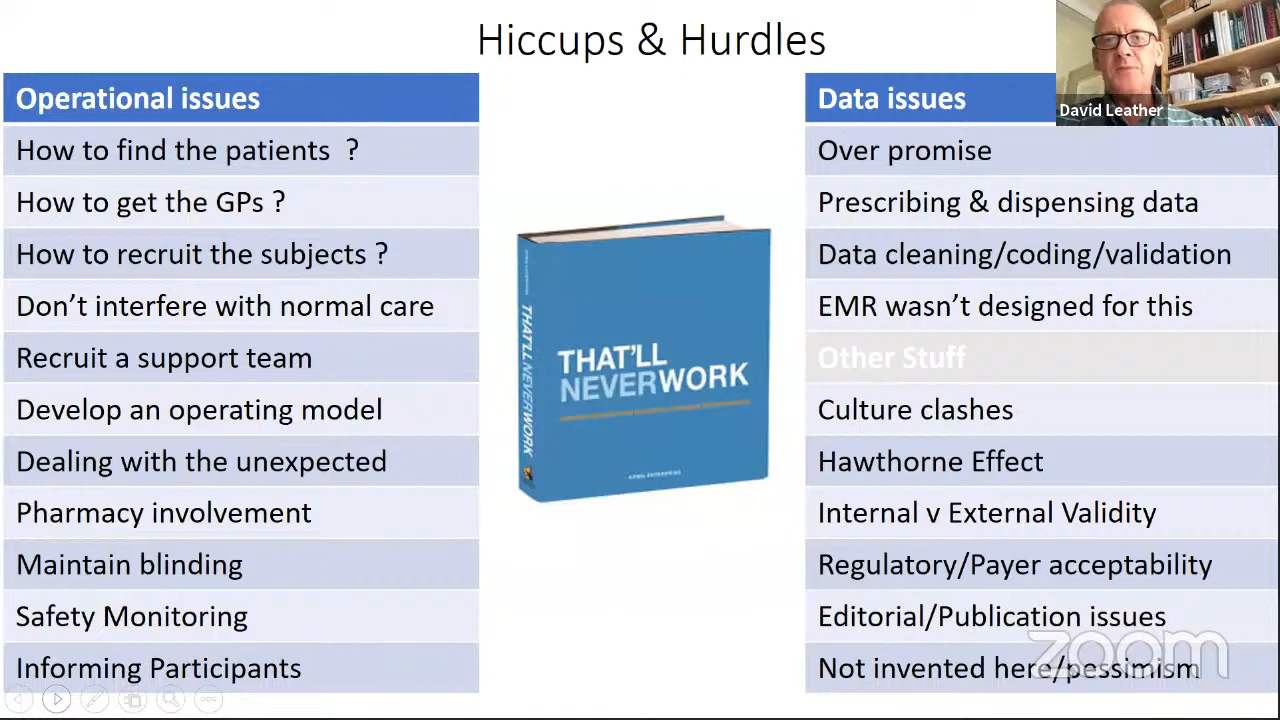 Hiccups & Hurdles
David Leather
Operational issues
How to find the patients ?
How to get the GPs ?
How to recruit the subjects ?
Don’t interfere with normal care
Recruit a support team
Develop an operating model
Dealing with the unexpected
Pharmacy involvement
Maintain blinding
Safety Monitoring
Informing Participants
THAT'LL NEVER WORK
THAT'LL
NEVERWORK
Data issues
Over promise
Prescribing & dispensing data
Data cleaning/coding/validation
EMR wasn’t designed for this
Other Stuff
Culture clashes
Hawthorne Effect
Internal v External Validity
Regulatory/Payer acceptability
Editorial/Publication issues
Not invented here/pessimism
zoom